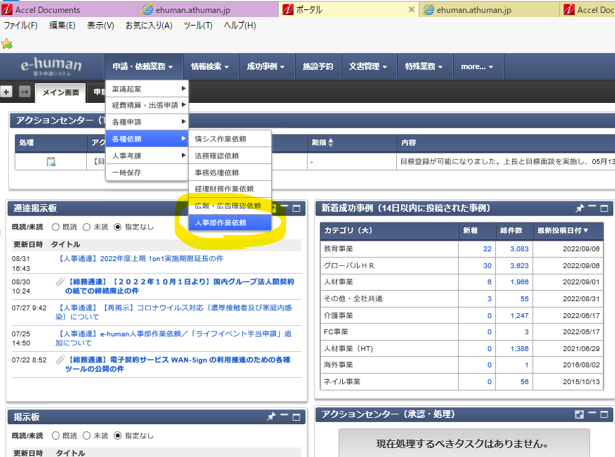 Accel Documents
ehuman.athuman.jp
ポータル
ehuman.athuman.jp
Accel Documents
ファイル(F) 編集(E) 表示(V) お気に入り(A) ツール(T) ヘルプ(H)
e-human
電子申請システム
申請・依頼業務 情報検索 成功事例 施設予約 文書管理 特殊業務 more...
メイン画面 申請
稟議起案
経費精算・出張申請
各種申請
各種依頼
人事考課
一時保存
情シス作業依頼
法務確認依頼
事務処理依頼
経理財務作業依頼
広報・広告確認依頼
人事部作業依頼
アクションセンター
処理 期限 内容
【目 - 目標登録が可能になりました。上長と目標面談を実施し、05月13
通達掲示板
既読/未読 既読 未読 指定なし
更新日時 タイトル
08/31 16:43 【人事通達】2022年度上期 1on1実施期限延長の件
08/30 10:24 【総務通達】【2022年10月1日より】国内グループ法人間契約の紙での締結廃止の件
07/27 9:42 【人事通達】【再掲示】コロナウイルス対応（濃厚接触者及び家庭内感染）について
07/25 14:50 【人事通達】e-human人事部作業依頼／「ライフイベント手当申請」追加について
07/22 8:52 【総務通達】電子契約サービス WAN-Sign の利用推進のための各種ツールの公開の件
掲示板
既読/未読 既読 未読 指定なし
更新日時 タイトル
新着成功事例（14日以内に投稿された事例）
カテゴリ（大） 新着 総件数 最新投稿日付▼
教育事業 22 3,083 2022/09/06
グローバルＨＲ 30 3,623 2022/09/06
人材事業 6 1,966 2022/09/01
その他・全社共通 3 55 2022/08/31
介護事業 0 1,247 2022/06/17
FC事業 0 3 2022/05/17
人材事業（HT） 0 1,386 2021/06/29
海外事業 0 1 2016/08/02
ネイル事業 0 56 2015/10/13
アクションセンター（承認・処理）
現在処理するべきタスクはありません。